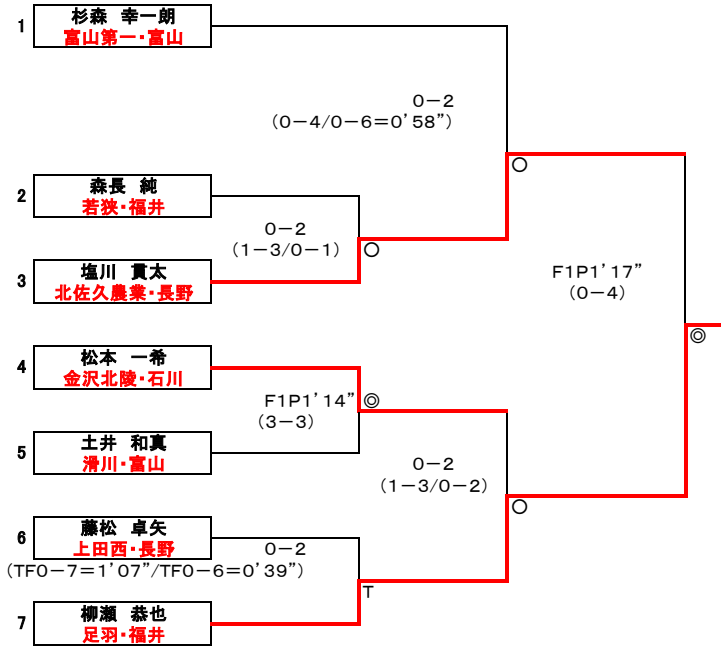 1
杉森 幸一朗
富山第一・富山
0－2
(0－4/0－6＝0’58”)
○
2
森長 純
若狭・福井
0－2
(1－3/0－1)
○
3
塩川 貫太
北佐久農業・長野
F1P1’17”
(0－4)
◎
4
松本 一希
金沢北陵・石川
F1P1’14”
◎
(3－3)
5
土井 和真
滑川・富山
0－2
(1－3/0－2)
○
6
藤松 卓矢
上田西・長野
0－2
(TF0－7＝1’07”/TF0－6＝0’39”)
T
7
柳瀬 恭也
足羽・福井